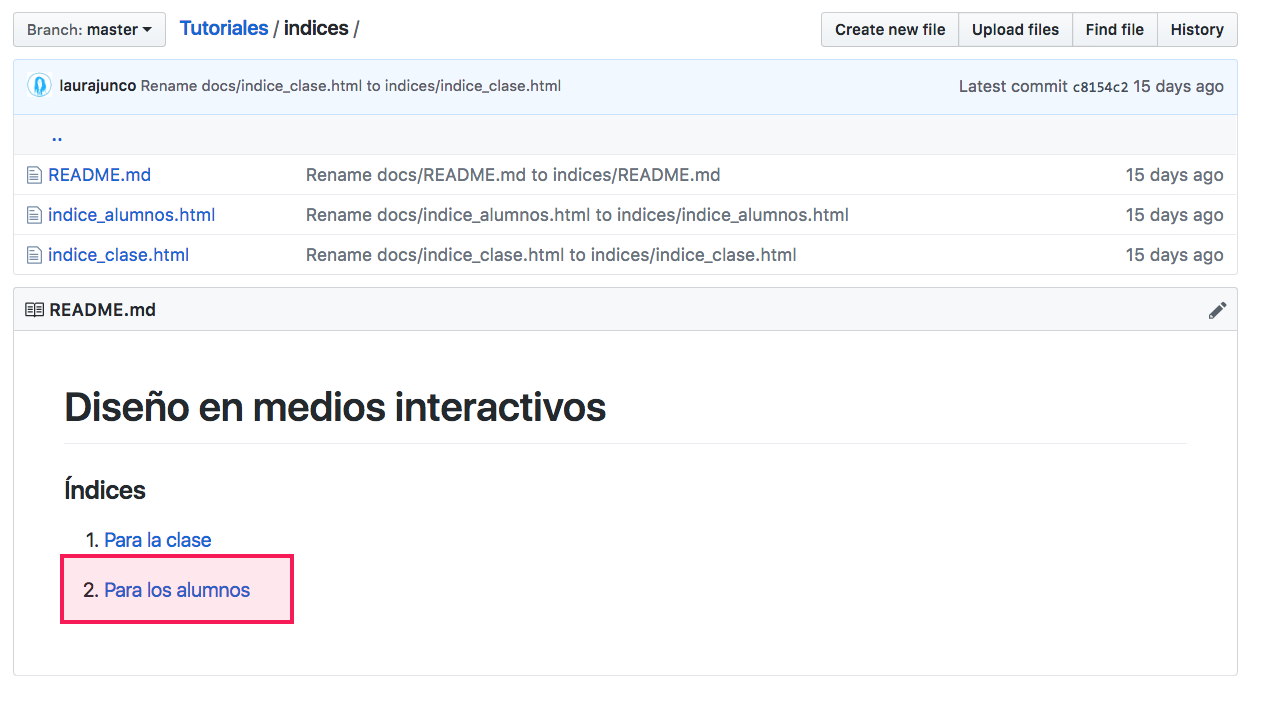 Branch: master Tutoriales / indices / Create new file Upload files Find file History
laurajunco Rename docs/indice_clase.html to indices/indice_clase.html Latest commit c8154c2 15 days ago
..
README.md Rename docs/README.md to indices/README.md 15 days ago
indice_alumnos.html Rename docs/indice_alumnos.html to indices/indice_alumnos.html 15 days ago
indice_clase.html Rename docs/indice_clase.html to indices/indice_clase.html 15 days ago
README.md
Diseño en medios interactivos
Índices
1. Para la clase
2. Para los alumnos